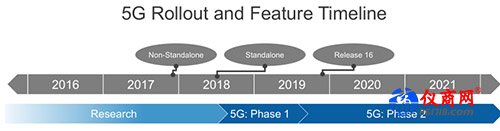 5G Rollout and Feature Timeline
Non-Standalone
Standalone
Release 16
2016
2017
2018
2019
2020
2021
Research
5G: Phase 1
5G: Phase 2
仪商网